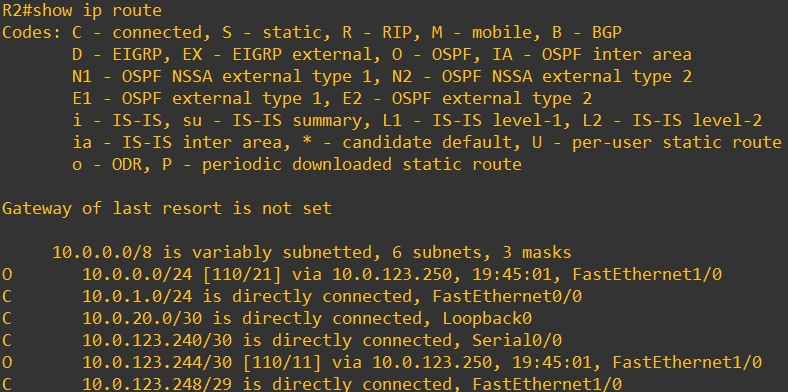 R2#show ip route
Codes: C - connected, S - static, R - RIP, M - mobile, B - BGP
D - EIGRP, EX - EIGRP external, O - OSPF, IA - OSPF inter area
N1 - OSPF NSSA external type 1, N2 - OSPF NSSA external type 2
E1 - OSPF external type 1, E2 - OSPF external type 2
i - IS-IS, su - IS-IS summary, L1 - IS-IS level-1, L2 - IS-IS level-2
ia - IS-IS inter area, * - candidate default, U - per-user static route
o - ODR, P - periodic downloaded static route
Gateway of last resort is not set
10.0.0.0/8 is variably subnetted, 6 subnets, 3 masks
O 10.0.0.0/24 [110/21] via 10.0.123.250, 19:45:01, FastEthernet1/0
C 10.0.1.0/24 is directly connected, FastEthernet0/0
C 10.0.20.0/30 is directly connected, Loopback0
C 10.0.123.240/30 is directly connected, Serial0/0
O 10.0.123.244/30 [110/11] via 10.0.123.250, 19:45:01, FastEthernet1/0
C 10.0.123.248/29 is directly connected, FastEthernet1/0